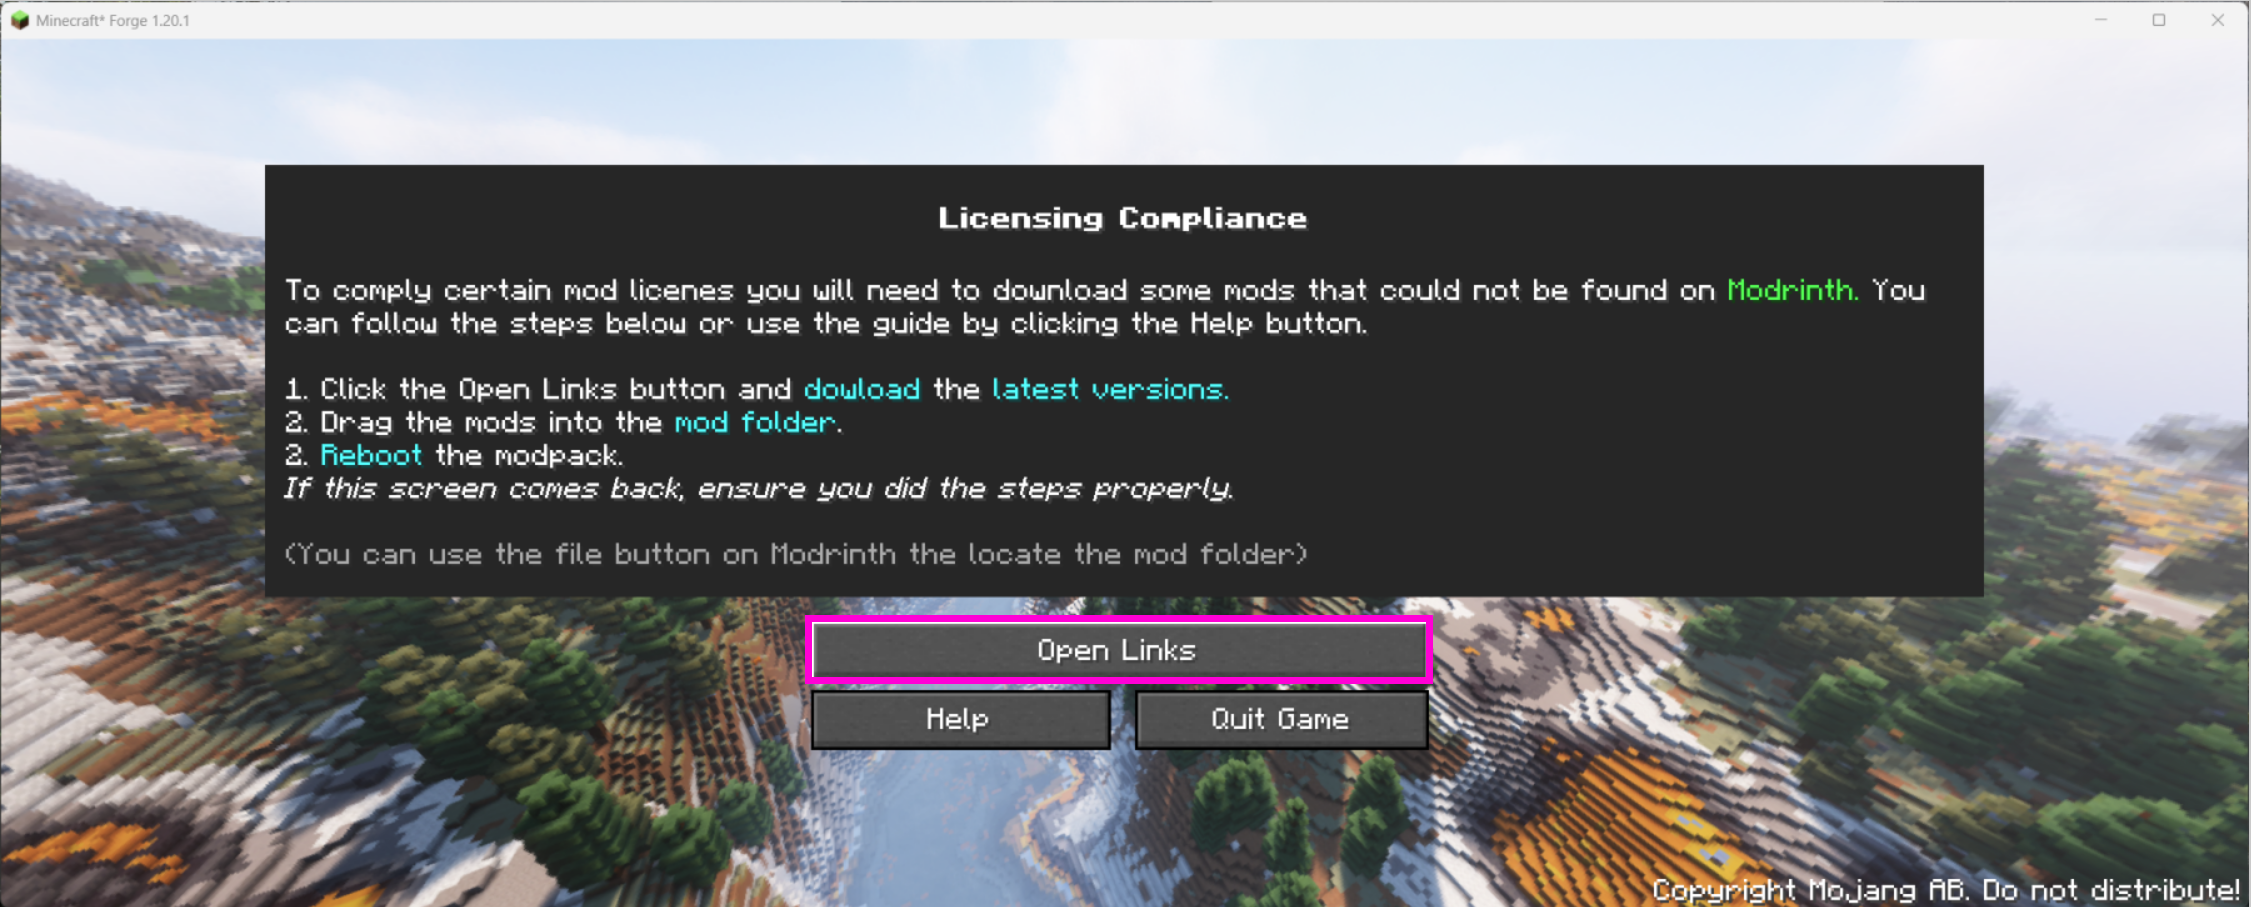 Minecraft* Forge 1.20.1
Licensing Compliance
To comply certain mod licenes you will need to download some mods that could not be found on Modrinth. You
can follow the steps below or use the guide by clicking the Help button.
1. Click the Open Links button and dowload the latest versions.
2. Drag the mods into the mod folder.
2. Reboot the modpack.
If this screen comes back, ensure you did the steps properly.
(You can use the file button on Modrinth the locate the mod folder)
Open Links
Help
Quit Game
Copyright Mojang AB. Do not distribute!